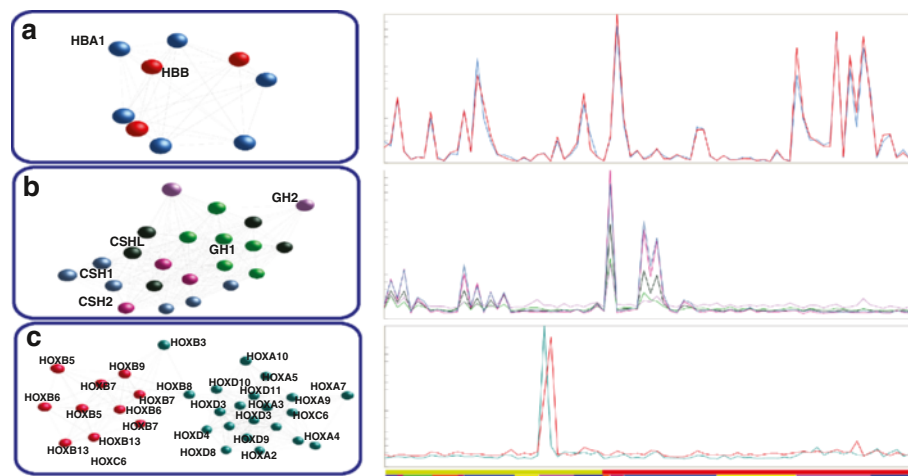 a
HBA1
HBB
b
GH2
CSHL
GH1
CSH1
CSH2
c
HOXB3
HOXB5
HOXB9
HOXA10
HOXB7
HOXA5
HOXB8
HOXD10
HOXA7
HOXB7
HOXD11
HOXA9
HOXB6
HOXB5
HOXB6
HOXD3
HOXA3
HOXC6
HOXD3
HOXB7
HOXD4
HOXB13
HOXB13
HOXD9
HOXA4
HOXC6
HOXD8
HOXA2